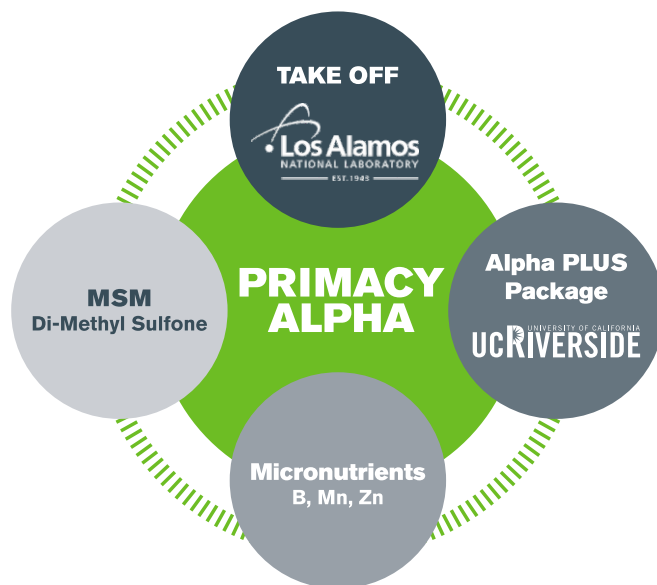 TAKE OFF
Los Alamos
NATIONAL LABORATORY
EST. 1943
PRIMACY
ALPHA
MSM
Di-Methyl Sulfone
Alpha PLUS
Package
UNIVERSITY OF CALIFORNIA
UCRIVERSIDE
Micronutrients
B, Mn, Zn